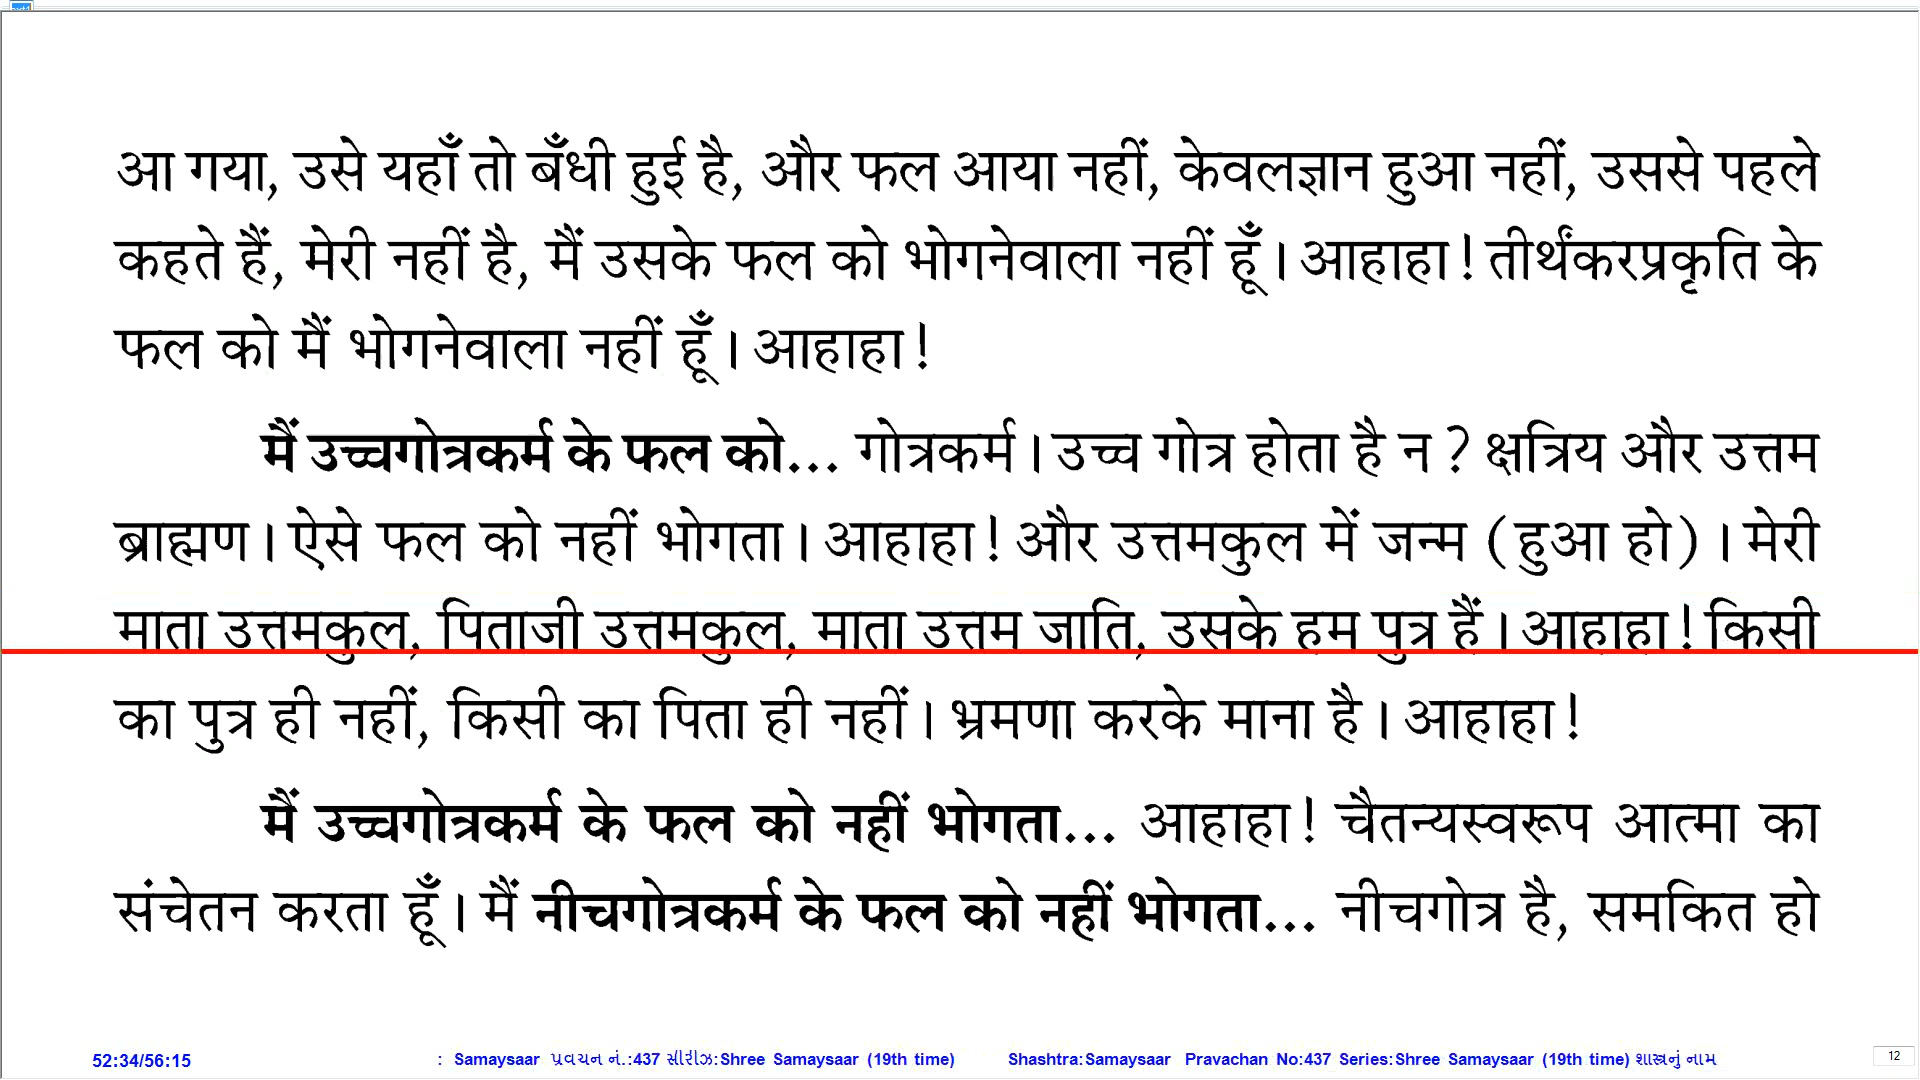 आ गया, उसे यहाँ तो बँधी हुई है, और फल आया नहीं, केवलज्ञान हुआ नहीं, उससे पहले
कहते हैं, मेरी नहीं है, मैं उसके फल को भोगनेवाला नहीं हूँ। आहाहा! तीर्थंकरप्रकृति के
फल को मैं भोगनेवाला नहीं हूँ। आहाहा!
मैं उच्चगोत्रकर्म के फल को... गोत्रकर्म। उच्च गोत्र होता है न? क्षत्रिय और उत्तम
ब्राह्मण। ऐसे फल को नहीं भोगता। आहाहा! और उत्तमकुल में जन्म (हुआ हो)। मेरी
माता उत्तमकुल, पिताजी उत्तमकुल, माता उत्तम जाति, उसके हम पुत्र हैं। आहाहा! किसी
का पुत्र ही नहीं, किसी का पिता ही नहीं। भ्रमणा करके माना है। आहाहा!
मैं उच्चगोत्रकर्म के फल को नहीं भोगता... आहाहा! चैतन्यस्वरूप आत्मा का
संचेतन करता हूँ। मैं नीचगोत्रकर्म के फल को नहीं भोगता... नीचगोत्र है, समकित हो
52:34/56:15 : Samaysaar પ્રવચન નં.:437 સીરીઝ:Shree Samaysaar (19th time) Shashtra:Samaysaar Pravachan No:437 Series:Shree Samaysaar (19th time) શાસ્ત્રનું નામ 12